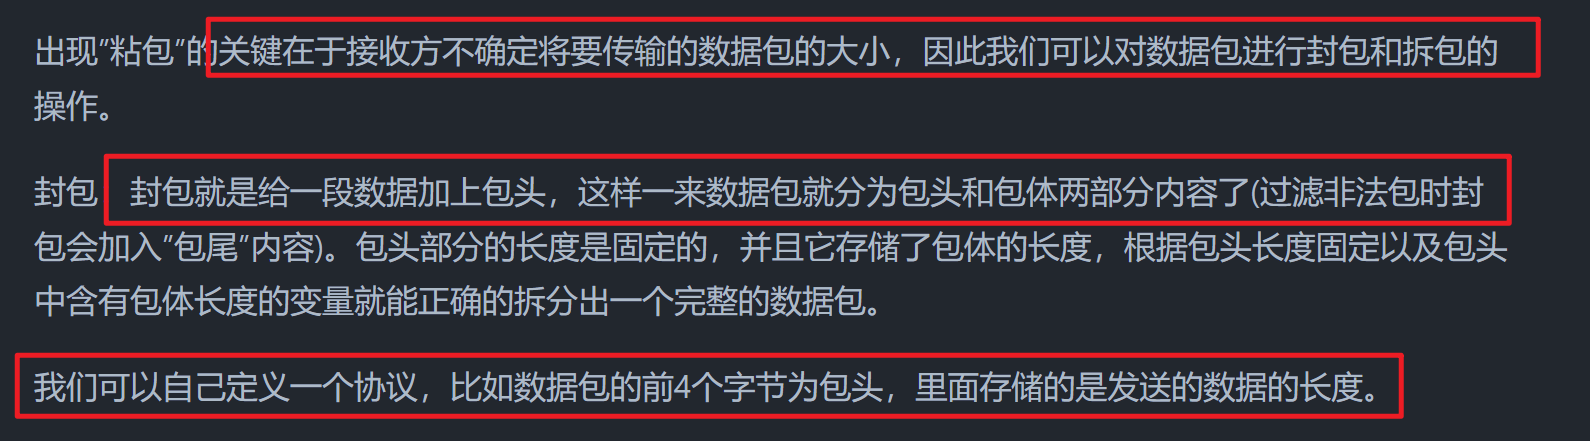 出现"粘包"的关键在于接收方不确定将要传输的数据包的大小，因此我们可以对数据包进行封包和拆包的
操作。
封包 封包就是给一段数据加上包头，这样一来数据包就分为包头和包体两部分内容了(过滤非法包时封
包会加入"包尾"内容)。包头部分的长度是固定的，并且它存储了包体的长度，根据包头长度固定以及包头
中含有包体长度的变量就能正确的拆分出一个完整的数据包。
我们可以自己定义一个协议，比如数据包的前4个字节为包头，里面存储的是发送的数据的长度。